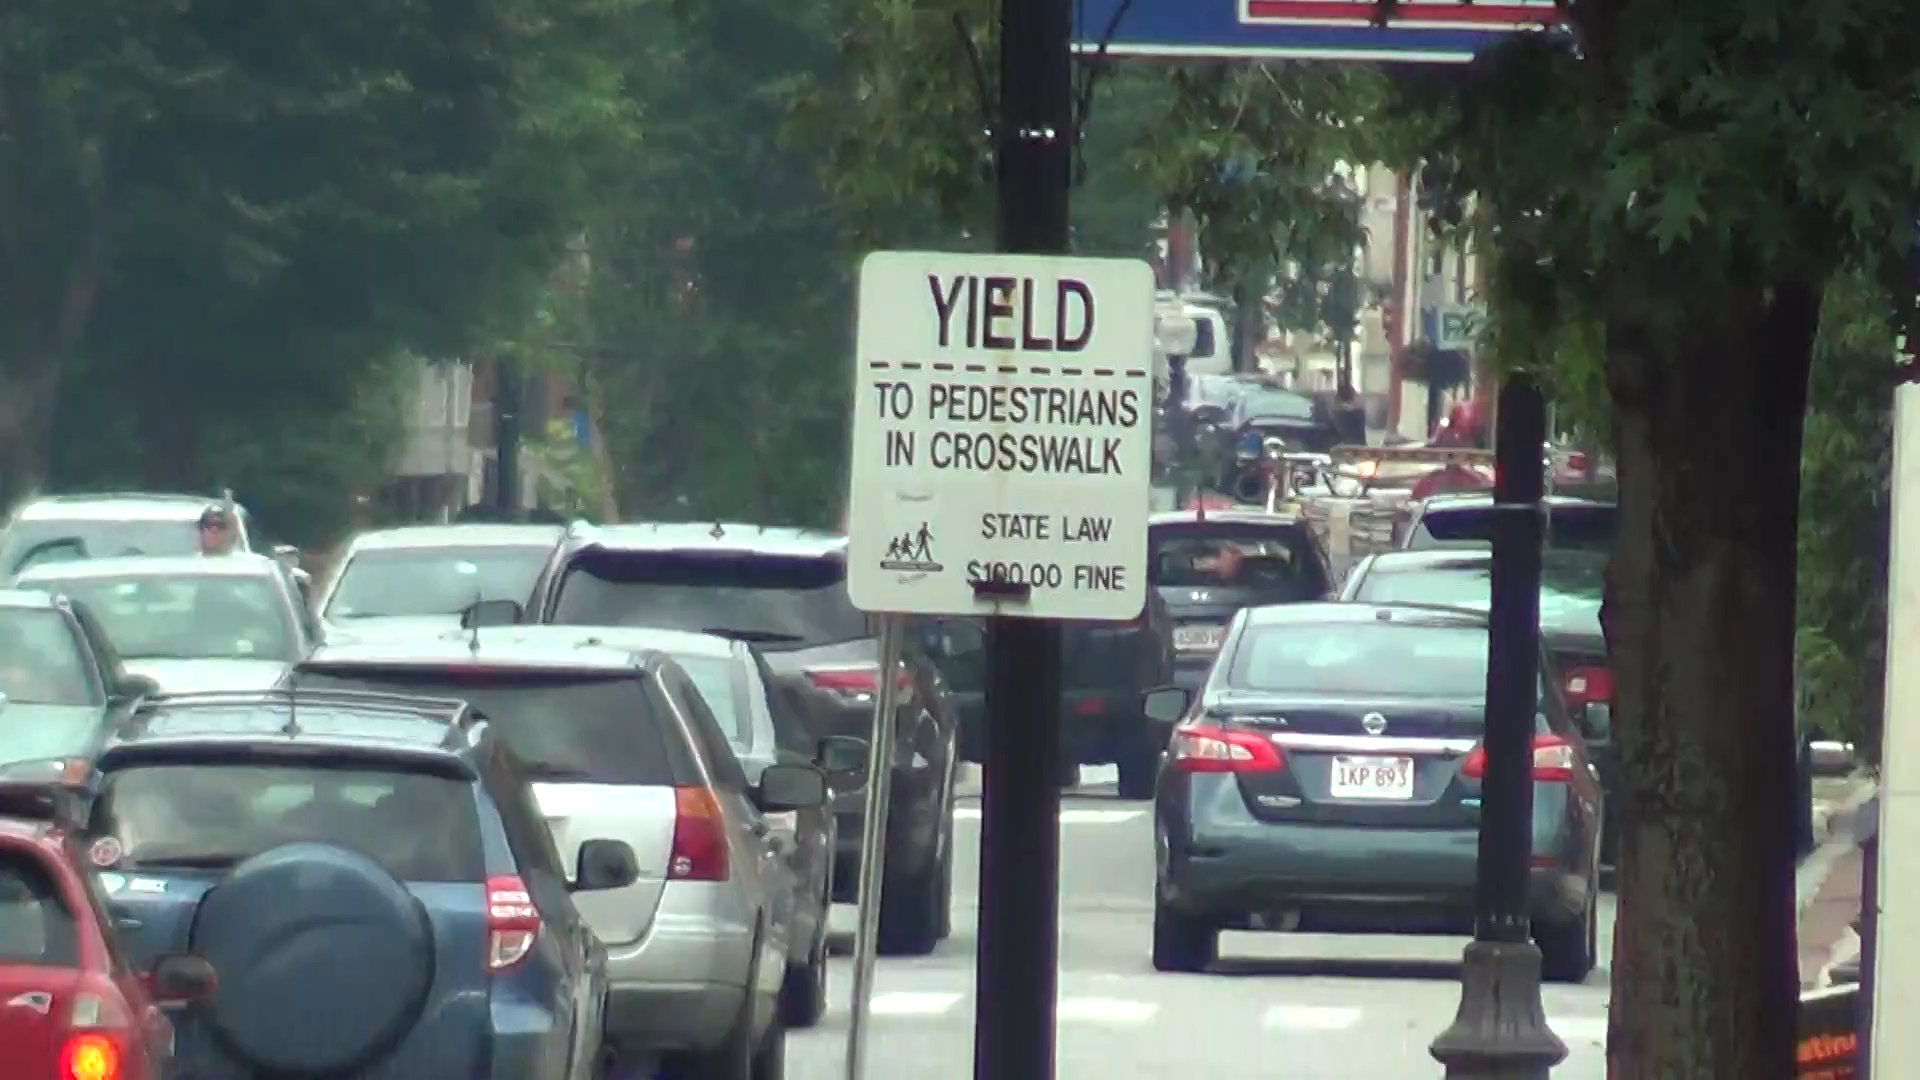 YIELD
TO PEDESTRIANS
IN CROSSWALK
STATE LAW
$100.00 FINE
1KP 893